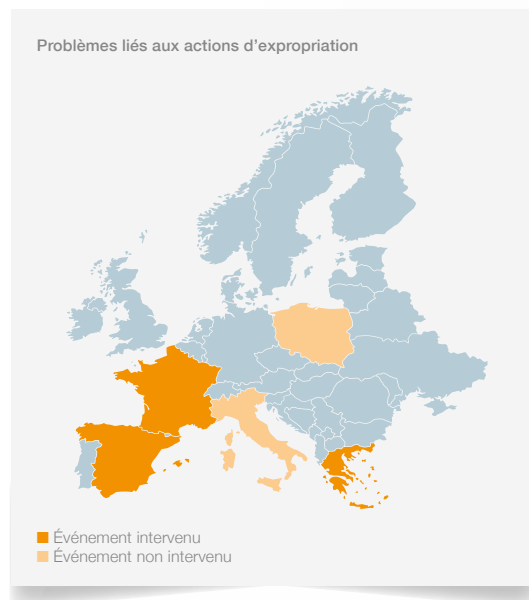 Problèmes liés aux actions d’expropriation
Événement intervenu
Événement non intervenu